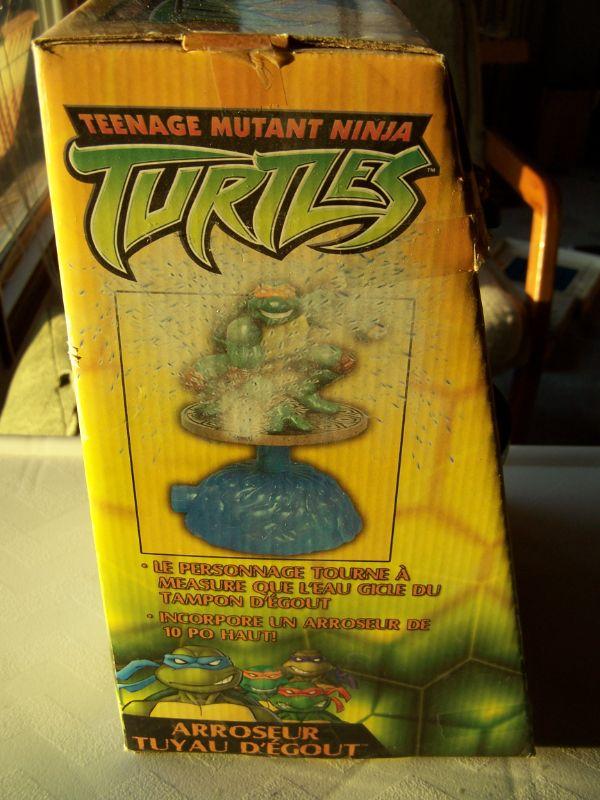 TEENAGE MUTANT NINJA
TURTLES™
• LE PERSONNAGE TOURNE À
MEASURE QUE L'EAU GICLE DU
TAMPON D'ÉGOUT
• INCORPORE UN ARROSEUR DE
10 PO HAUT!
ARROSEUR
TUYAU D'ÉGOUT